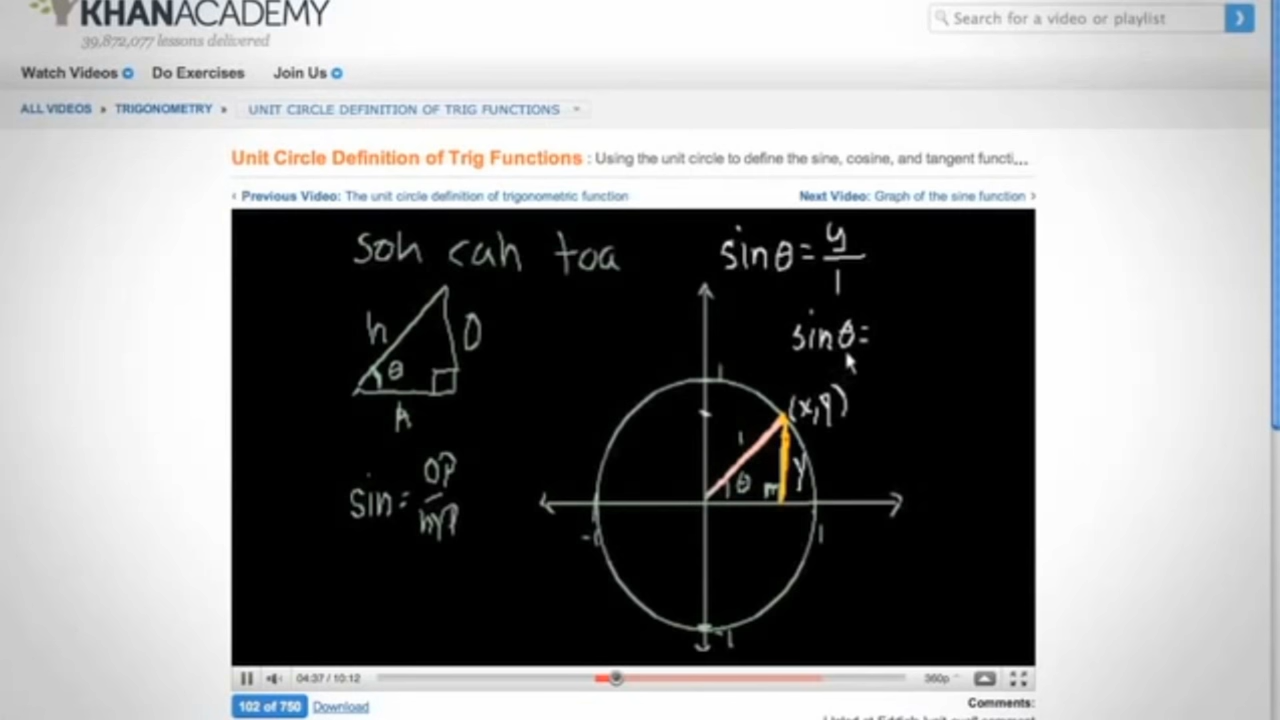 KHANACADEMY
39,872,077 lessons delivered
Search for a video or playlist
Watch Videos Do Exercises Join Us
ALL VIDEOS » TRIGONOMETRY » UNIT CIRCLE DEFINITION OF TRIG FUNCTIONS
Unit Circle Definition of Trig Functions : Using the unit circle to define the sine, cosine, and tangent functi...
‹ Previous Video: The unit circle definition of trigonometric function
Next Video: Graph of the sine function ›
soh cah toa
sinθ = y
1
h
O
θ
A
sin = op
hyp
sinθ =
1
(x,y)
1
θ
y
-1
1
-1
04:37 / 10:12
360p
102 of 750 Download
Comments: